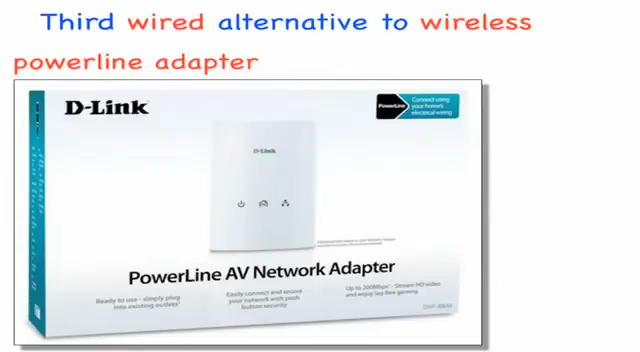 Third wired alternative to wireless
powerline adapter
D-Link
PowerLine
Connect using
your home's
electrical wiring
D-Link
PowerLine AV Network Adapter
Ready to use - simply plug
into existing outlets*
Easily connect and secure
your network with push
button security
Up to 200Mbps* - Stream HD video
and enjoy lag-free gaming